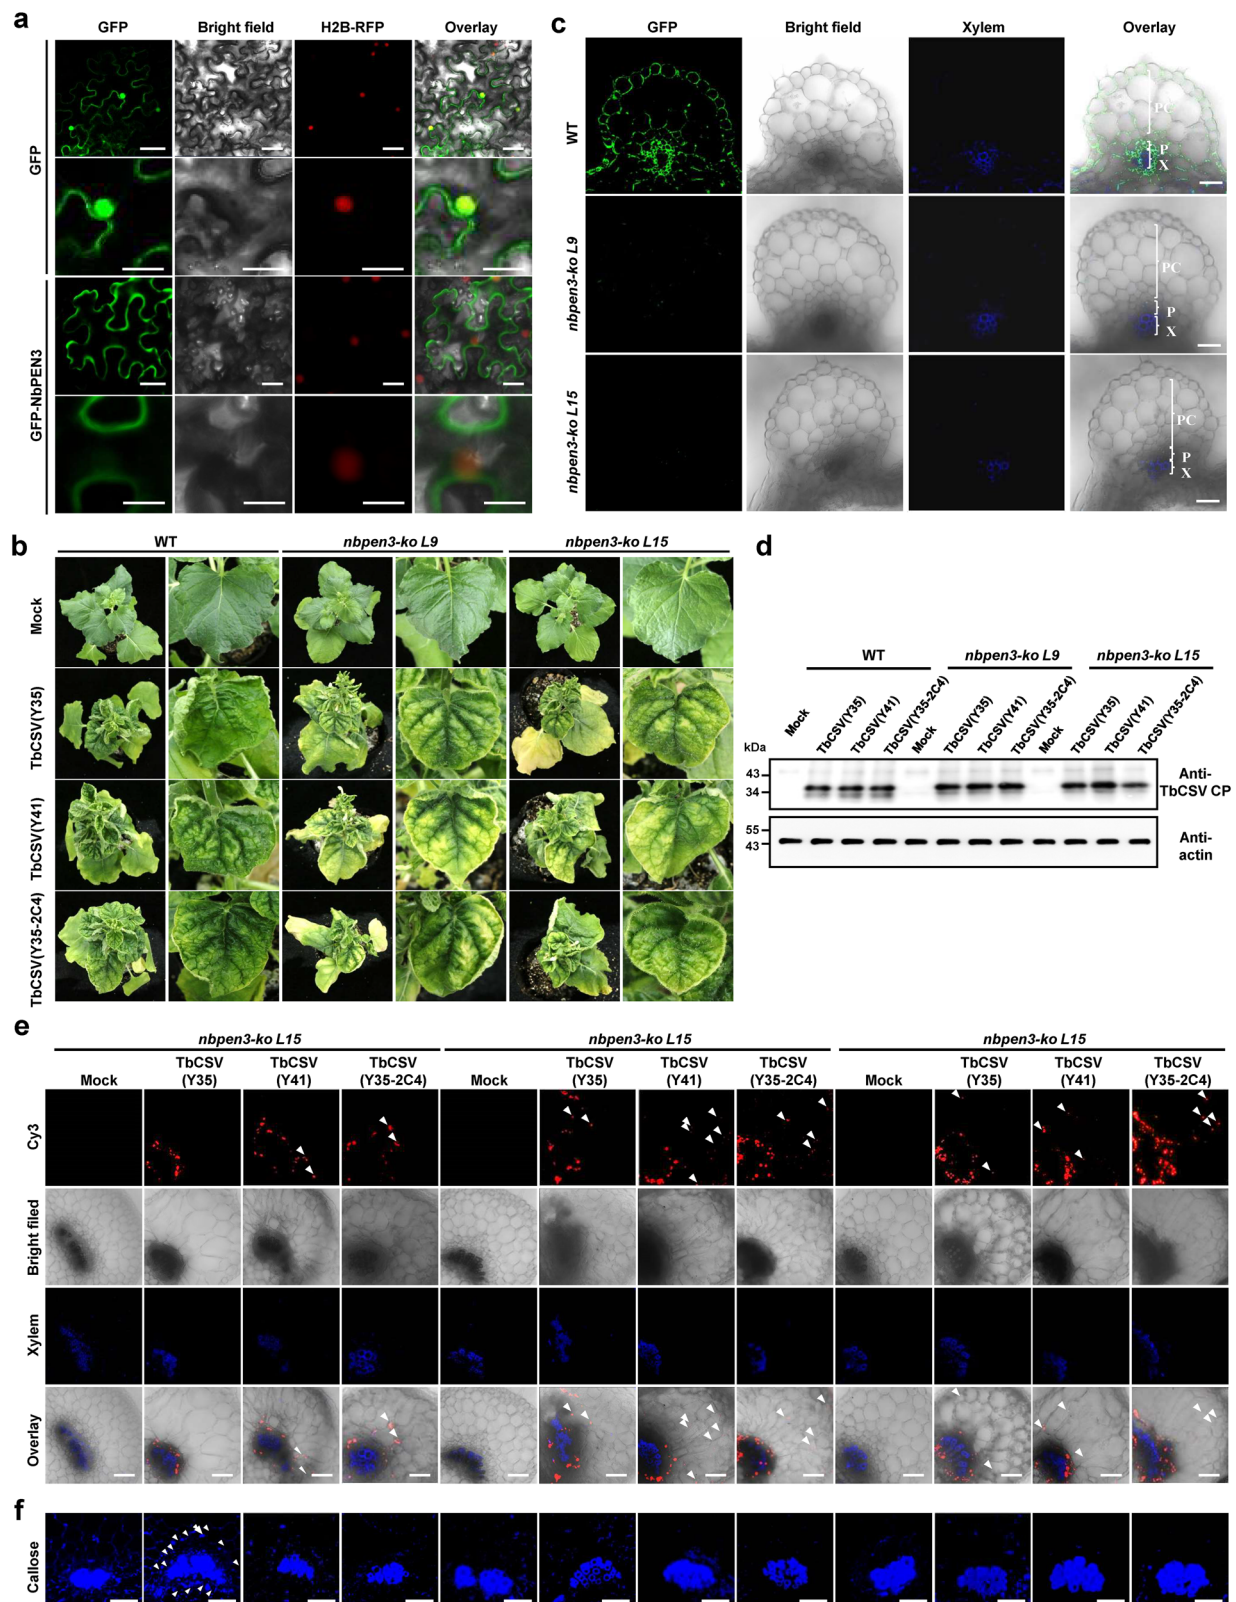 a
GFP Bright field H2B-RFP Overlay
GFP
GFP-NbPEN3
c
GFP Bright field Xylem Overlay
WT
PC
P
X
nbpen3-ko L9
PC
P
X
nbpen3-ko L15
PC
P
X
b
WT nbpen3-ko L9 nbpen3-ko L15
Mock
TbCSV(Y35)
TbCSV(Y41)
TbCSV(Y35-2C4)
d
WT nbpen3-ko L9 nbpen3-ko L15
Mock TbCSV(Y35) TbCSV(Y41) TbCSV(Y35-2C4) Mock TbCSV(Y35) TbCSV(Y41) TbCSV(Y35-2C4) Mock TbCSV(Y35) TbCSV(Y41) TbCSV(Y35-2C4)
kDa
43
34
Anti-
TbCSV CP
55
43
Anti-
actin
e
nbpen3-ko L15 nbpen3-ko L15 nbpen3-ko L15
TbCSV TbCSV TbCSV TbCSV TbCSV TbCSV TbCSV TbCSV TbCSV
Mock (Y35) (Y41) (Y35-2C4) Mock (Y35) (Y41) (Y35-2C4) Mock (Y35) (Y41) (Y35-2C4)
Cy3
Bright filed
Xylem
Overlay
f
Callose